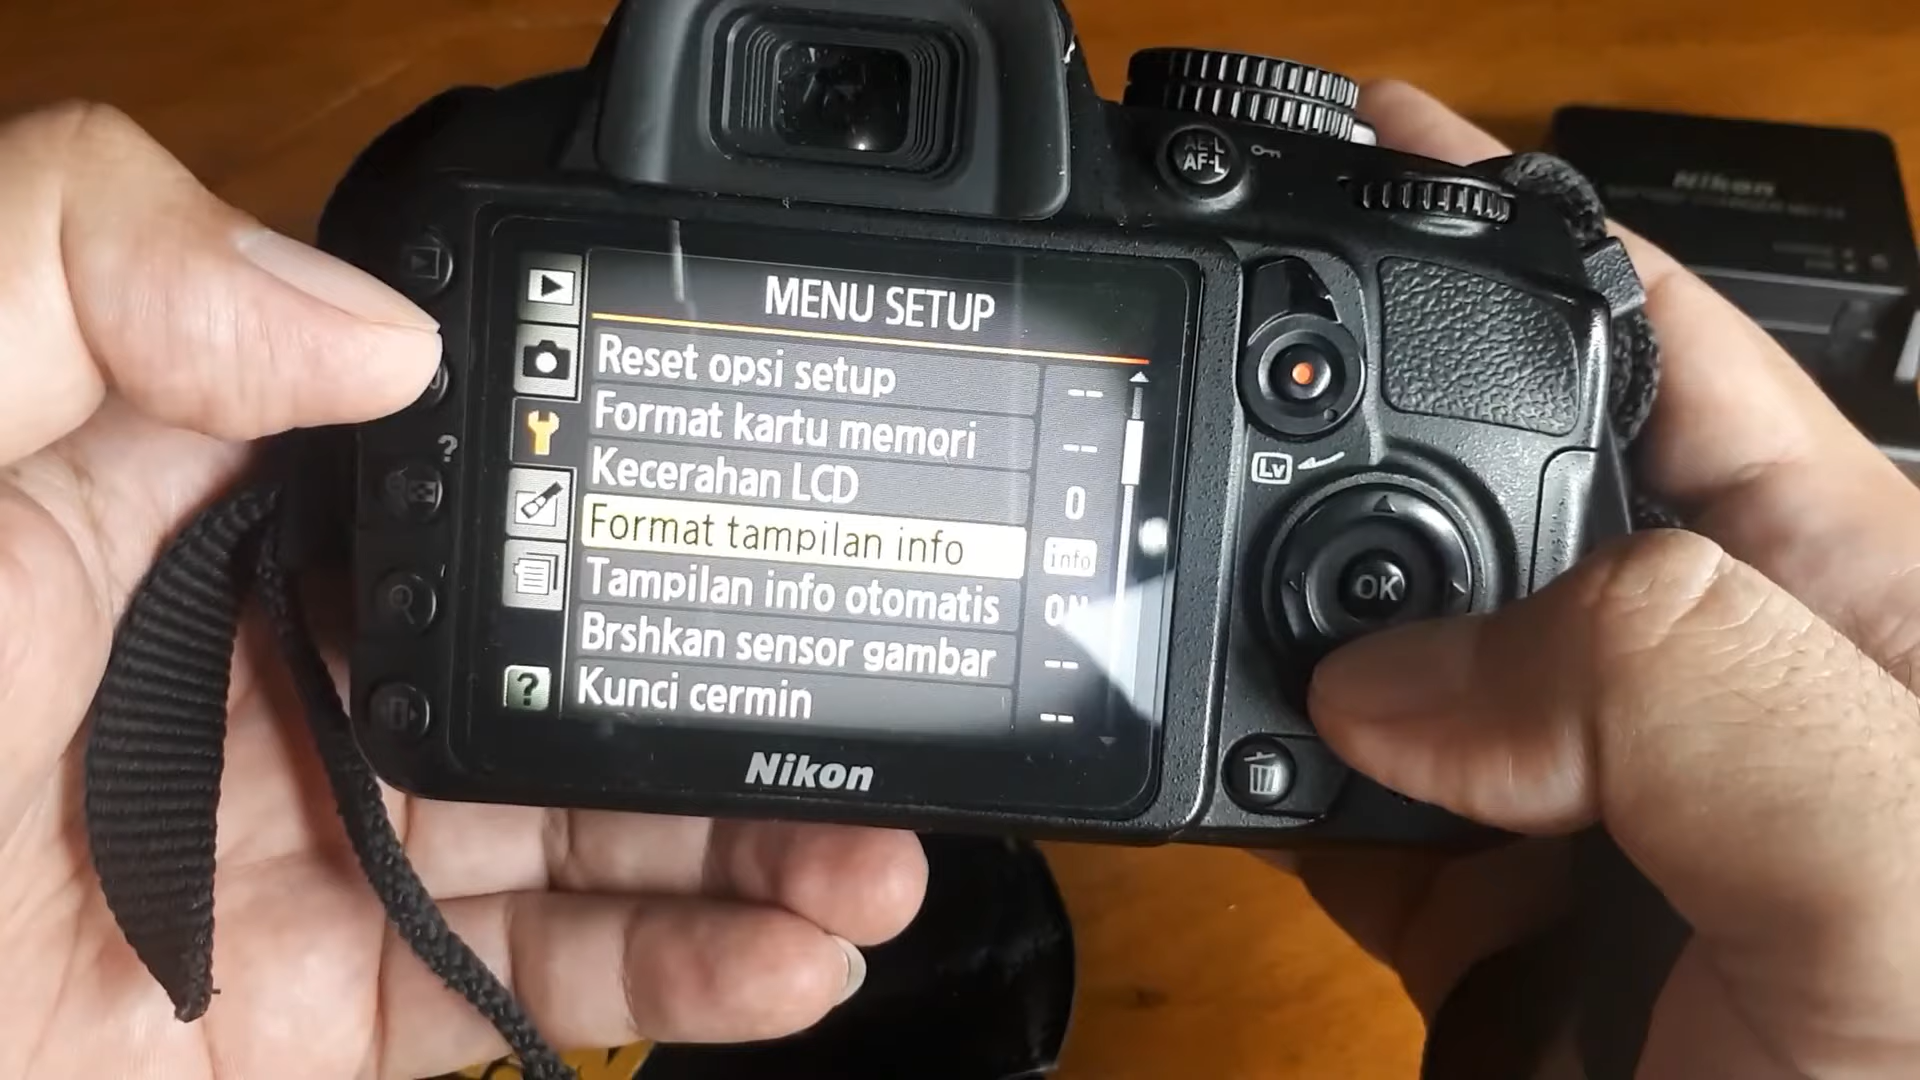 AE-L
AF-L
Nikon
MENU SETUP
Reset opsi setup --
Format kartu memori --
Kecerahan LCD 0
Format tampilan info info
Tampilan info otomatis ON
Brshkan sensor gambar --
Kunci cermin --
?
?
Lv
OK
Nikon